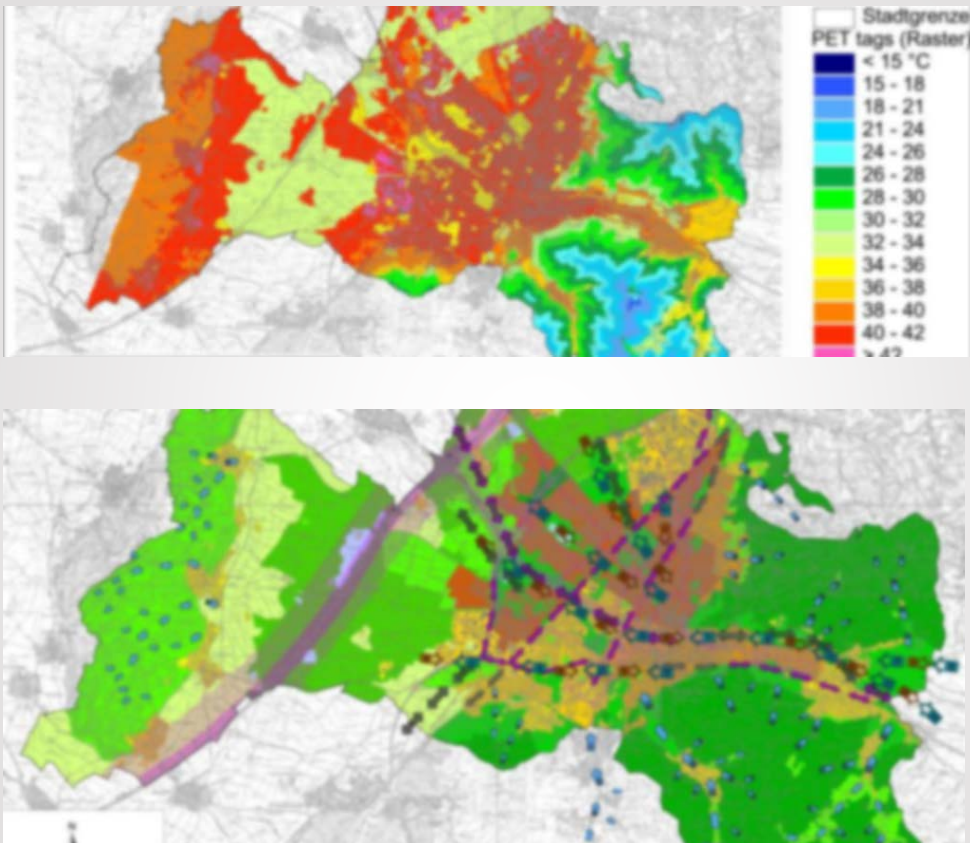 Stadtgrenze
PET tags (Raster)
< 15 °C
15 - 18
18 - 21
21 - 24
24 - 26
26 - 28
28 - 30
30 - 32
32 - 34
34 - 36
36 - 38
38 - 40
40 - 42
> 42